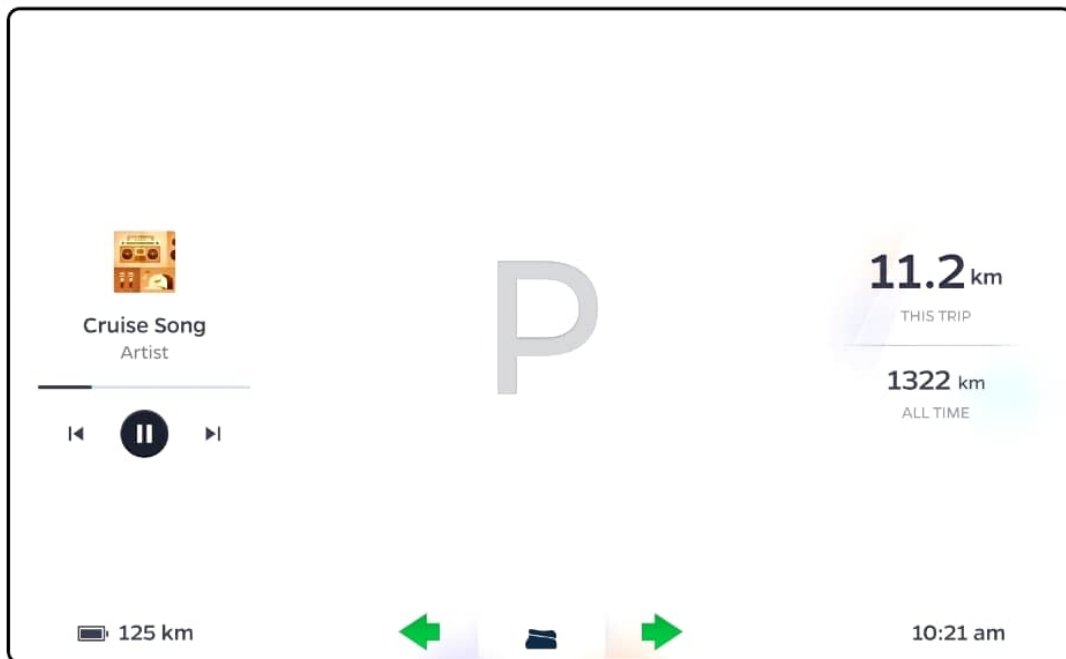 Cruise Song
Artist
P
11.2 km
THIS TRIP
1322 km
ALL TIME
125 km
10:21 am